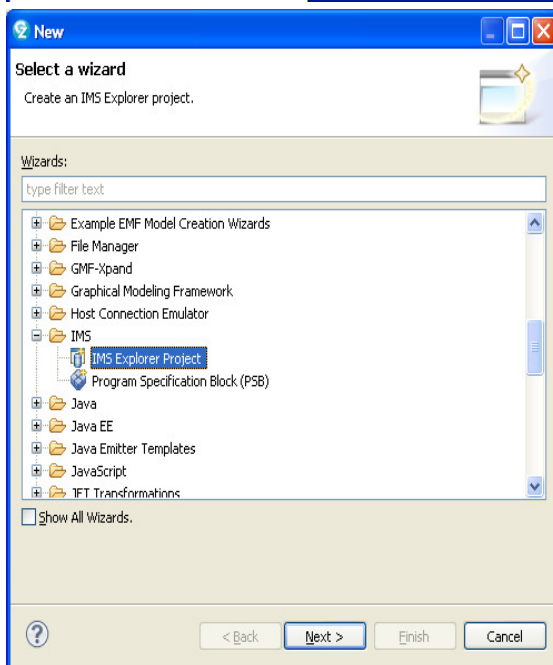 New
Select a wizard
Create an IMS Explorer project.
Wizards:
type filter text
Example EMF Model Creation Wizards
File Manager
GMF-Xpand
Graphical Modeling Framework
Host Connection Emulator
IMS
IMS Explorer Project
Program Specification Block (PSB)
Java
Java EE
Java Emitter Templates
JavaScript
JET Transformations
Show All Wizards.
? < Back Next > Finish Cancel